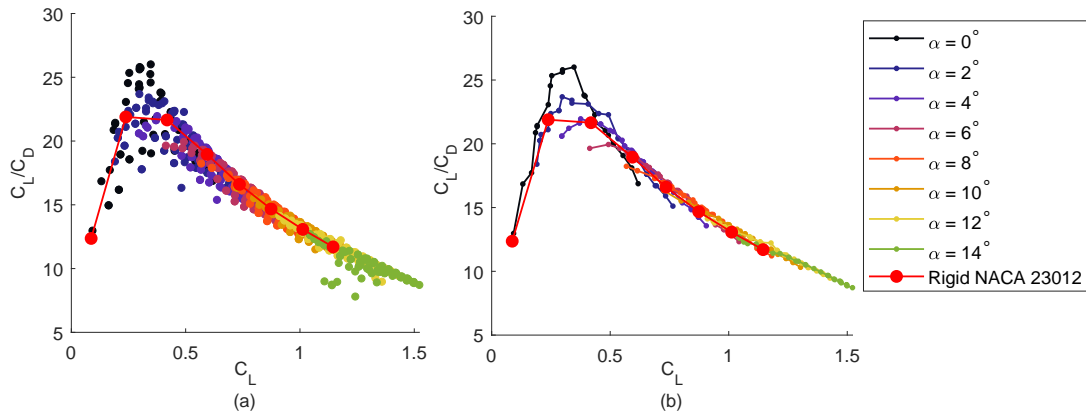 30
25
20
15
10
5
C_L/C_D
0
0.5
1
1.5
C_L
(a)
30
25
20
15
10
5
C_L/C_D
0
0.5
1
1.5
C_L
(b)
α = 0°
α = 2°
α = 4°
α = 6°
α = 8°
α = 10°
α = 12°
α = 14°
Rigid NACA 23012